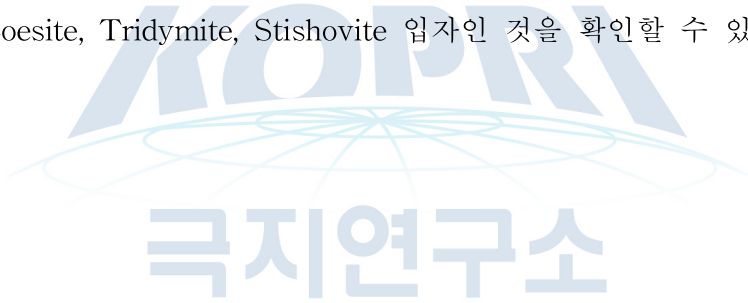 oesite, Tridymite, Stishovite 입자인 것을 확인할 수 있
KOPRI
극지연구소